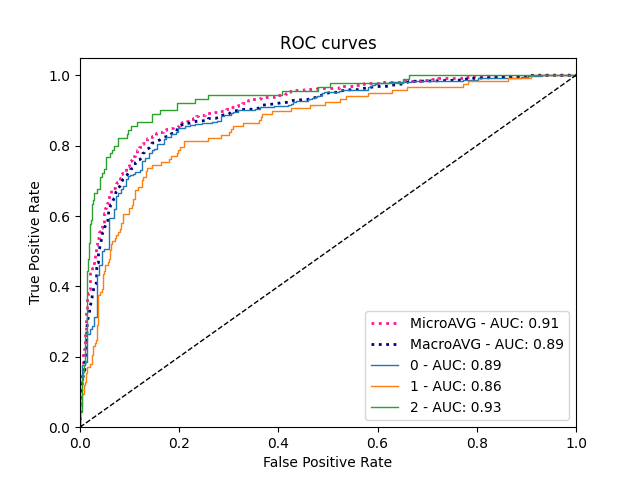 ROC curves
True Positive Rate
1.0
0.8
0.6
0.4
0.2
0.0
0.0 0.2 0.4 0.6 0.8 1.0
False Positive Rate
MicroAVG - AUC: 0.91
MacroAVG - AUC: 0.89
0 - AUC: 0.89
1 - AUC: 0.86
2 - AUC: 0.93